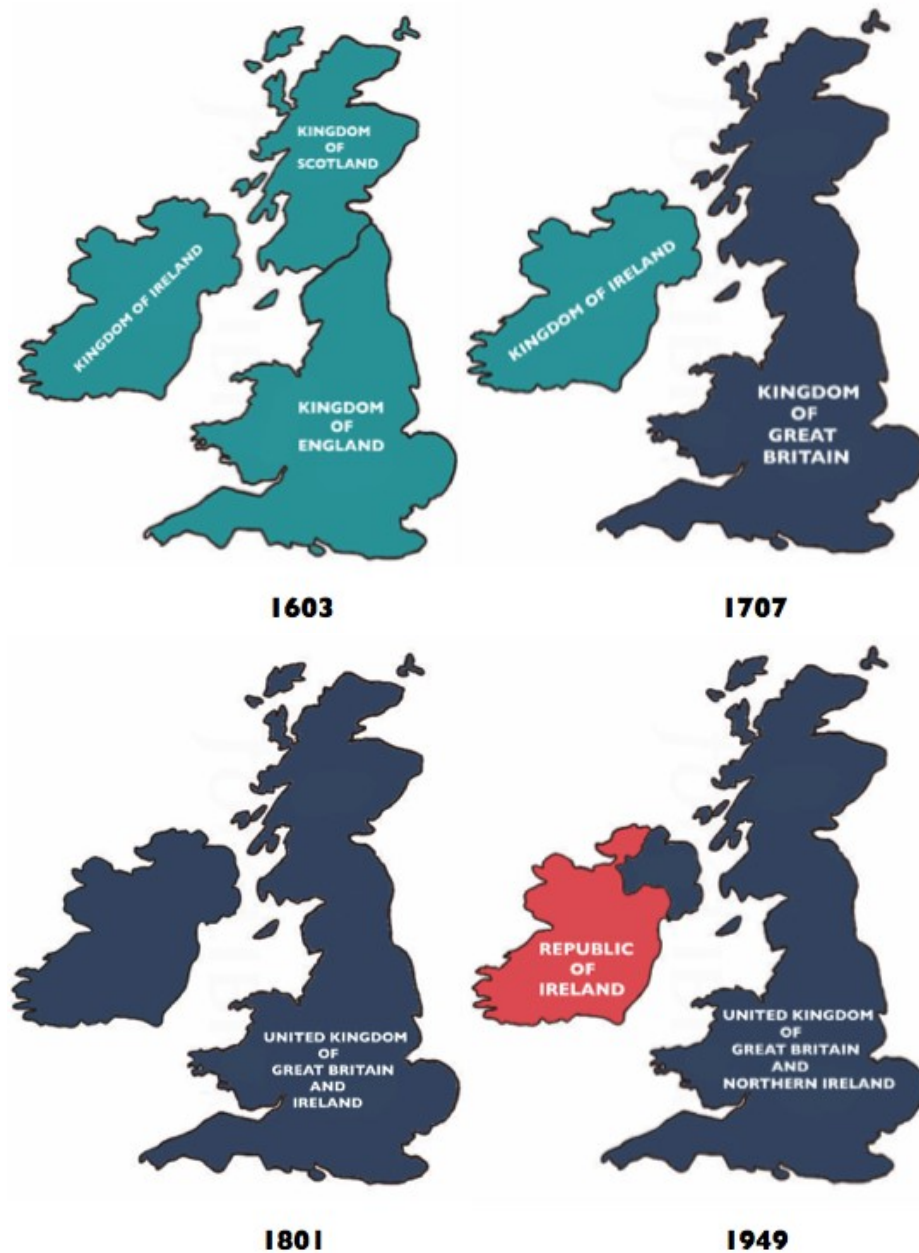 KINGDOM
OF
SCOTLAND
KINGDOM OF IRELAND
KINGDOM
OF
ENGLAND
1603
KINGDOM OF IRELAND
KINGDOM
OF
GREAT
BRITAIN
1707
UNITED KINGDOM
OF
GREAT BRITAIN
AND
IRELAND
1801
REPUBLIC
OF
IRELAND
UNITED KINGDOM
OF
GREAT BRITAIN
AND
NORTHERN IRELAND
1949